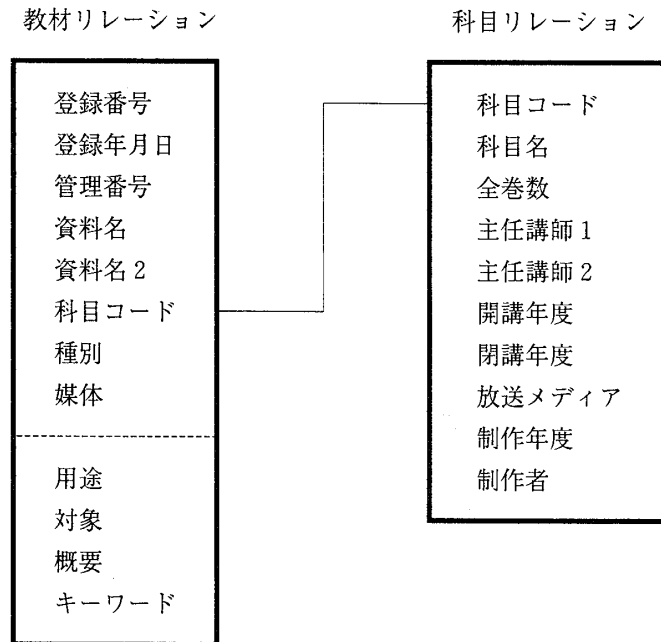 教材リレーション
登録番号
登録年月日
管理番号
資料名
資料名2
科目コード
種別
媒体
用途
対象
概要
キーワード
科目リレーション
科目コード
科目名
全巻数
主任講師1
主任講師2
開講年度
閉講年度
放送メディア
制作年度
制作者